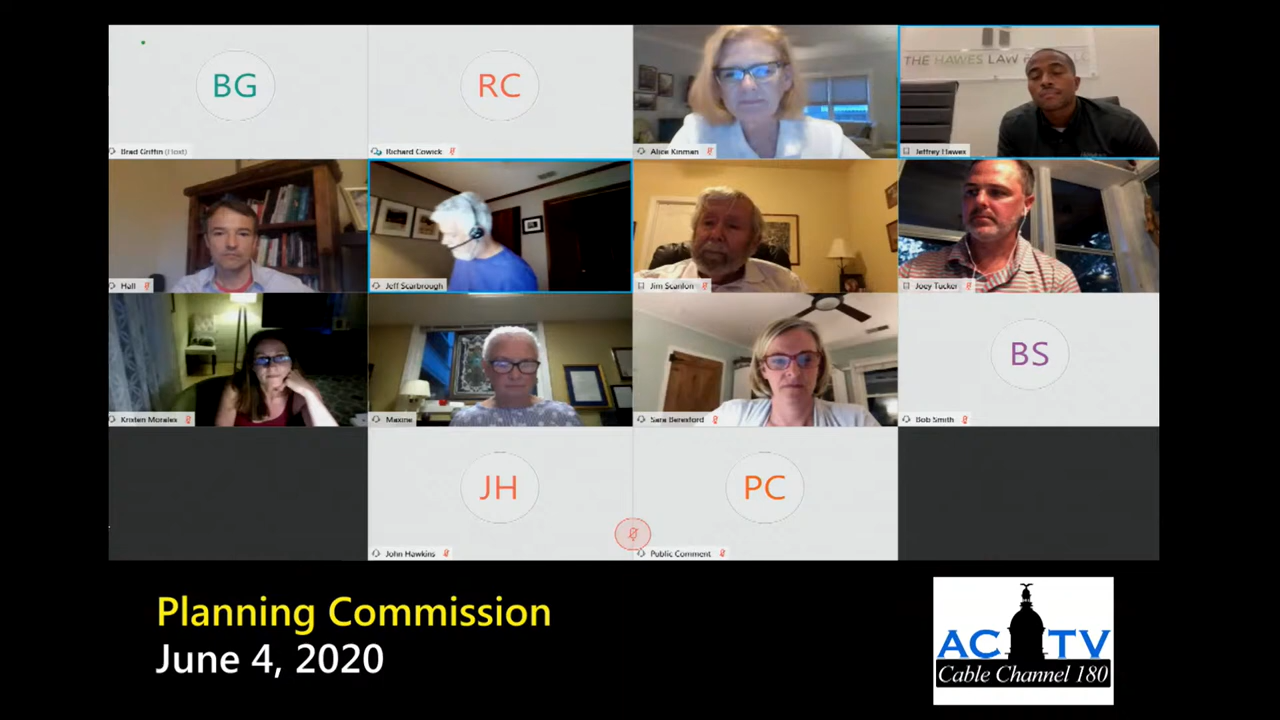 BG
RC
THE HAWES LAW
Brad Griffin (Host)
Richard Cowick
Alice Kinman
Jeffrey Hawes
Hall
Jeff Scarbrough
Jim Scanlon
Joey Tucker
BS
Kristen Morales
Maxine
Sara Beresford
Bob Smith
JH
PC
John Hawkins
Public Comment
Planning Commission
June 4, 2020
AC TV
Cable Channel 180